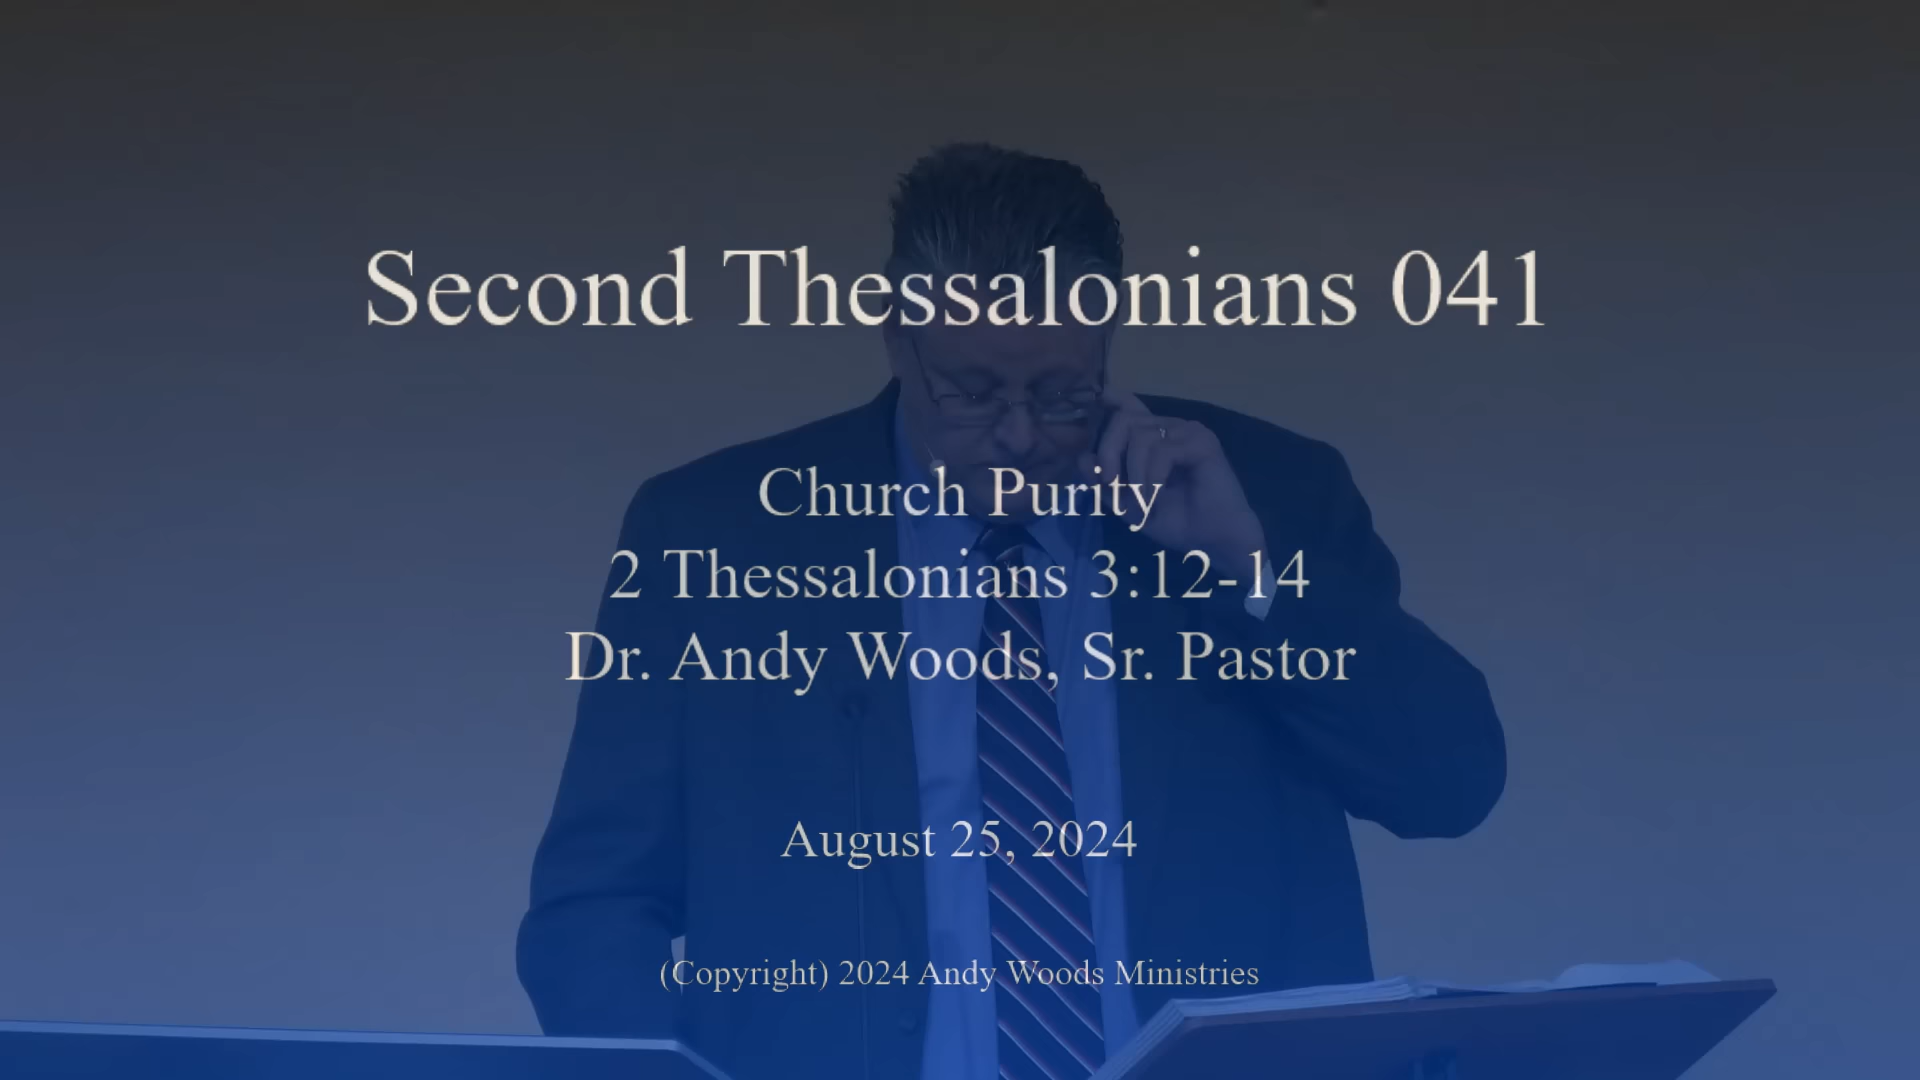 Second Thessalonians 041
Church Purity
2 Thessalonians 3:12-14
Dr. Andy Woods, Sr. Pastor
August 25, 2024
(Copyright) 2024 Andy Woods Ministries